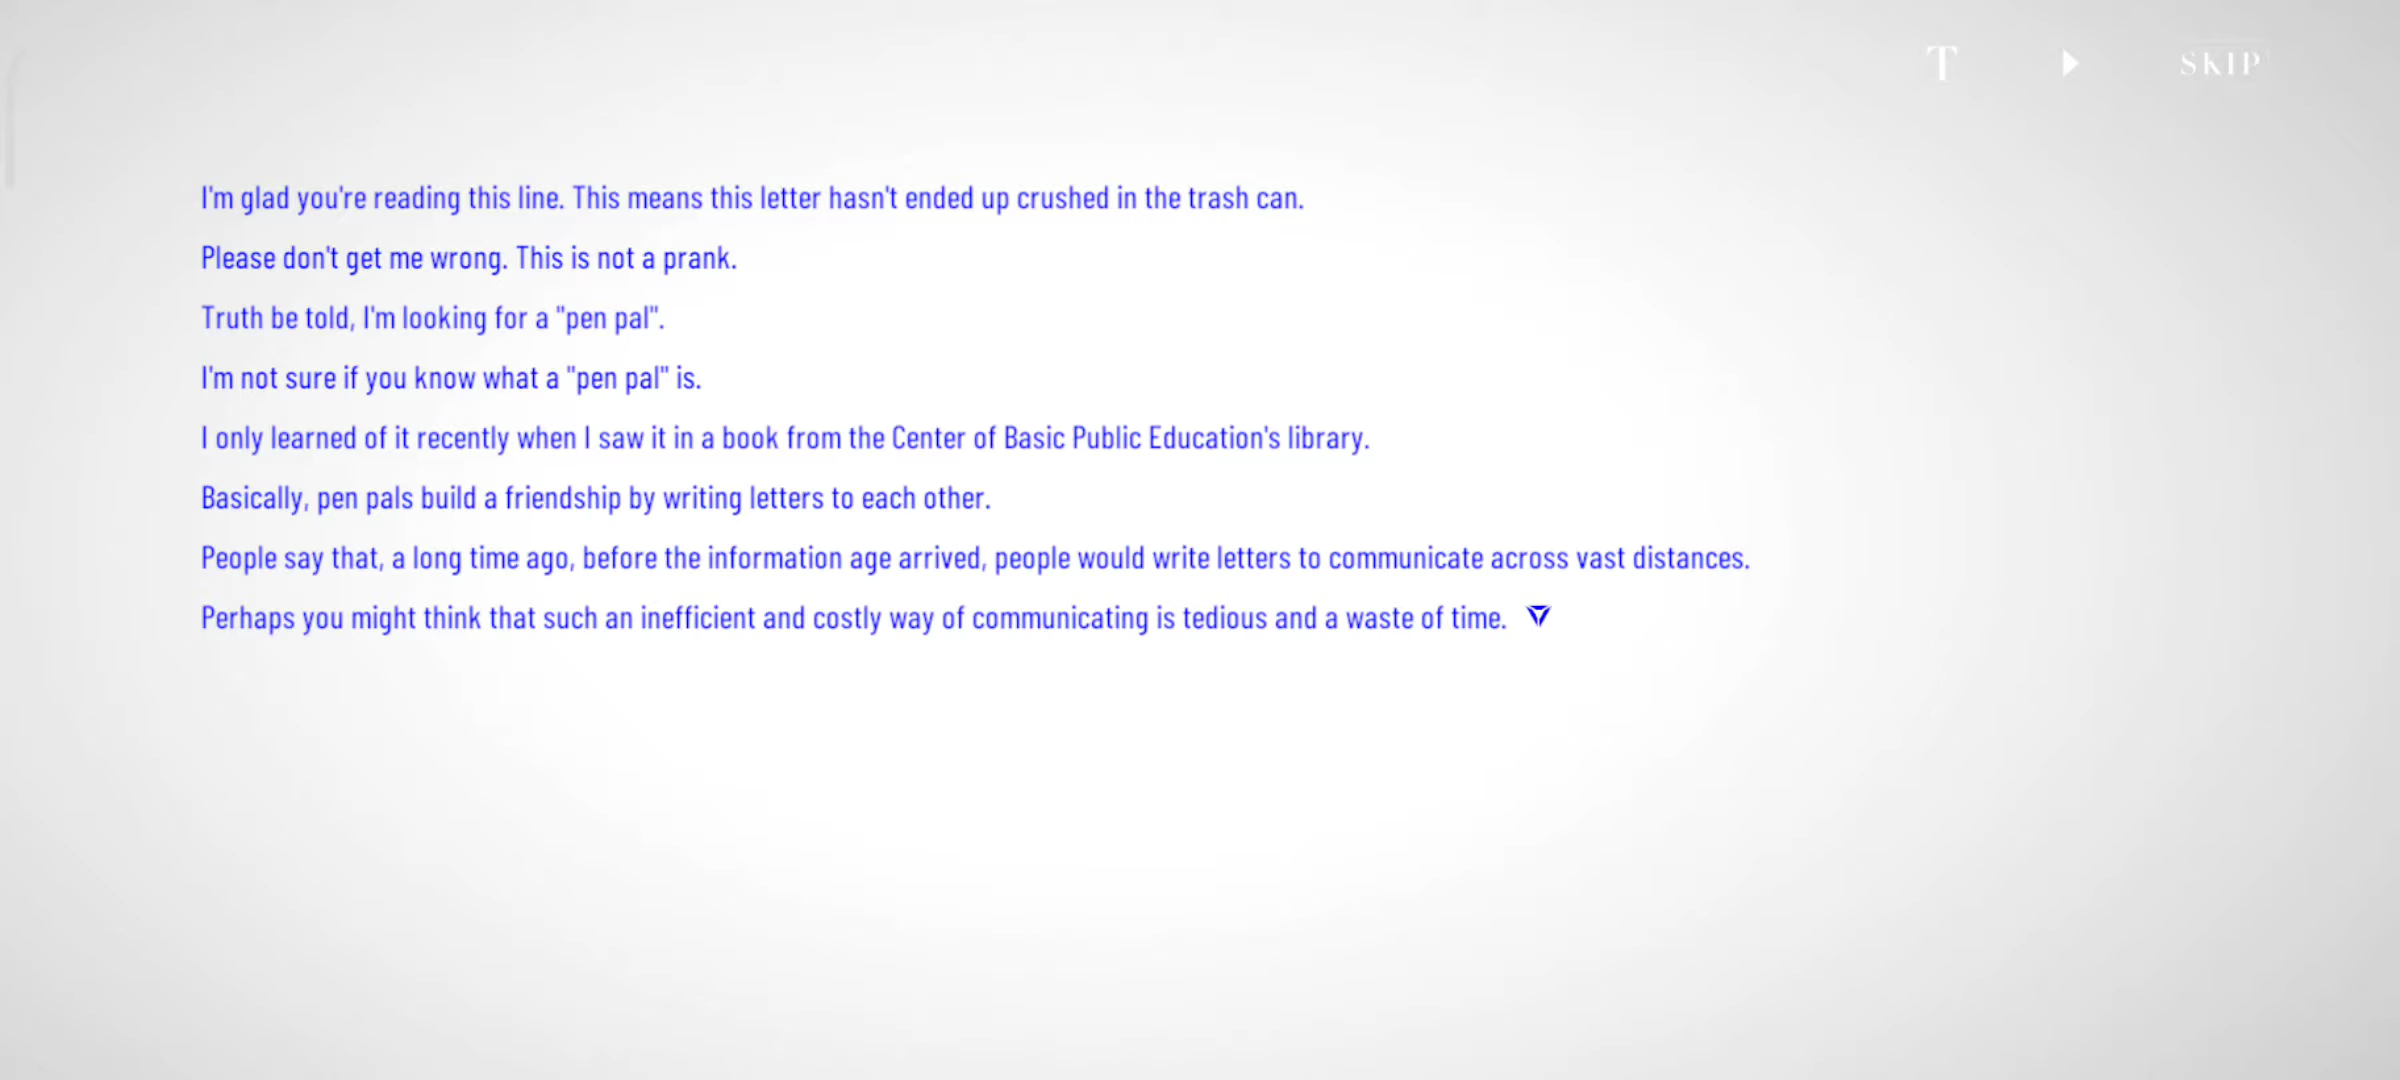 T
SKIP
I'm glad you're reading this line. This means this letter hasn't ended up crushed in the trash can.
Please don't get me wrong. This is not a prank.
Truth be told, I'm looking for a "pen pal".
I'm not sure if you know what a "pen pal" is.
I only learned of it recently when I saw it in a book from the Center of Basic Public Education's library.
Basically, pen pals build a friendship by writing letters to each other.
People say that, a long time ago, before the information age arrived, people would write letters to communicate across vast distances.
Perhaps you might think that such an inefficient and costly way of communicating is tedious and a waste of time.